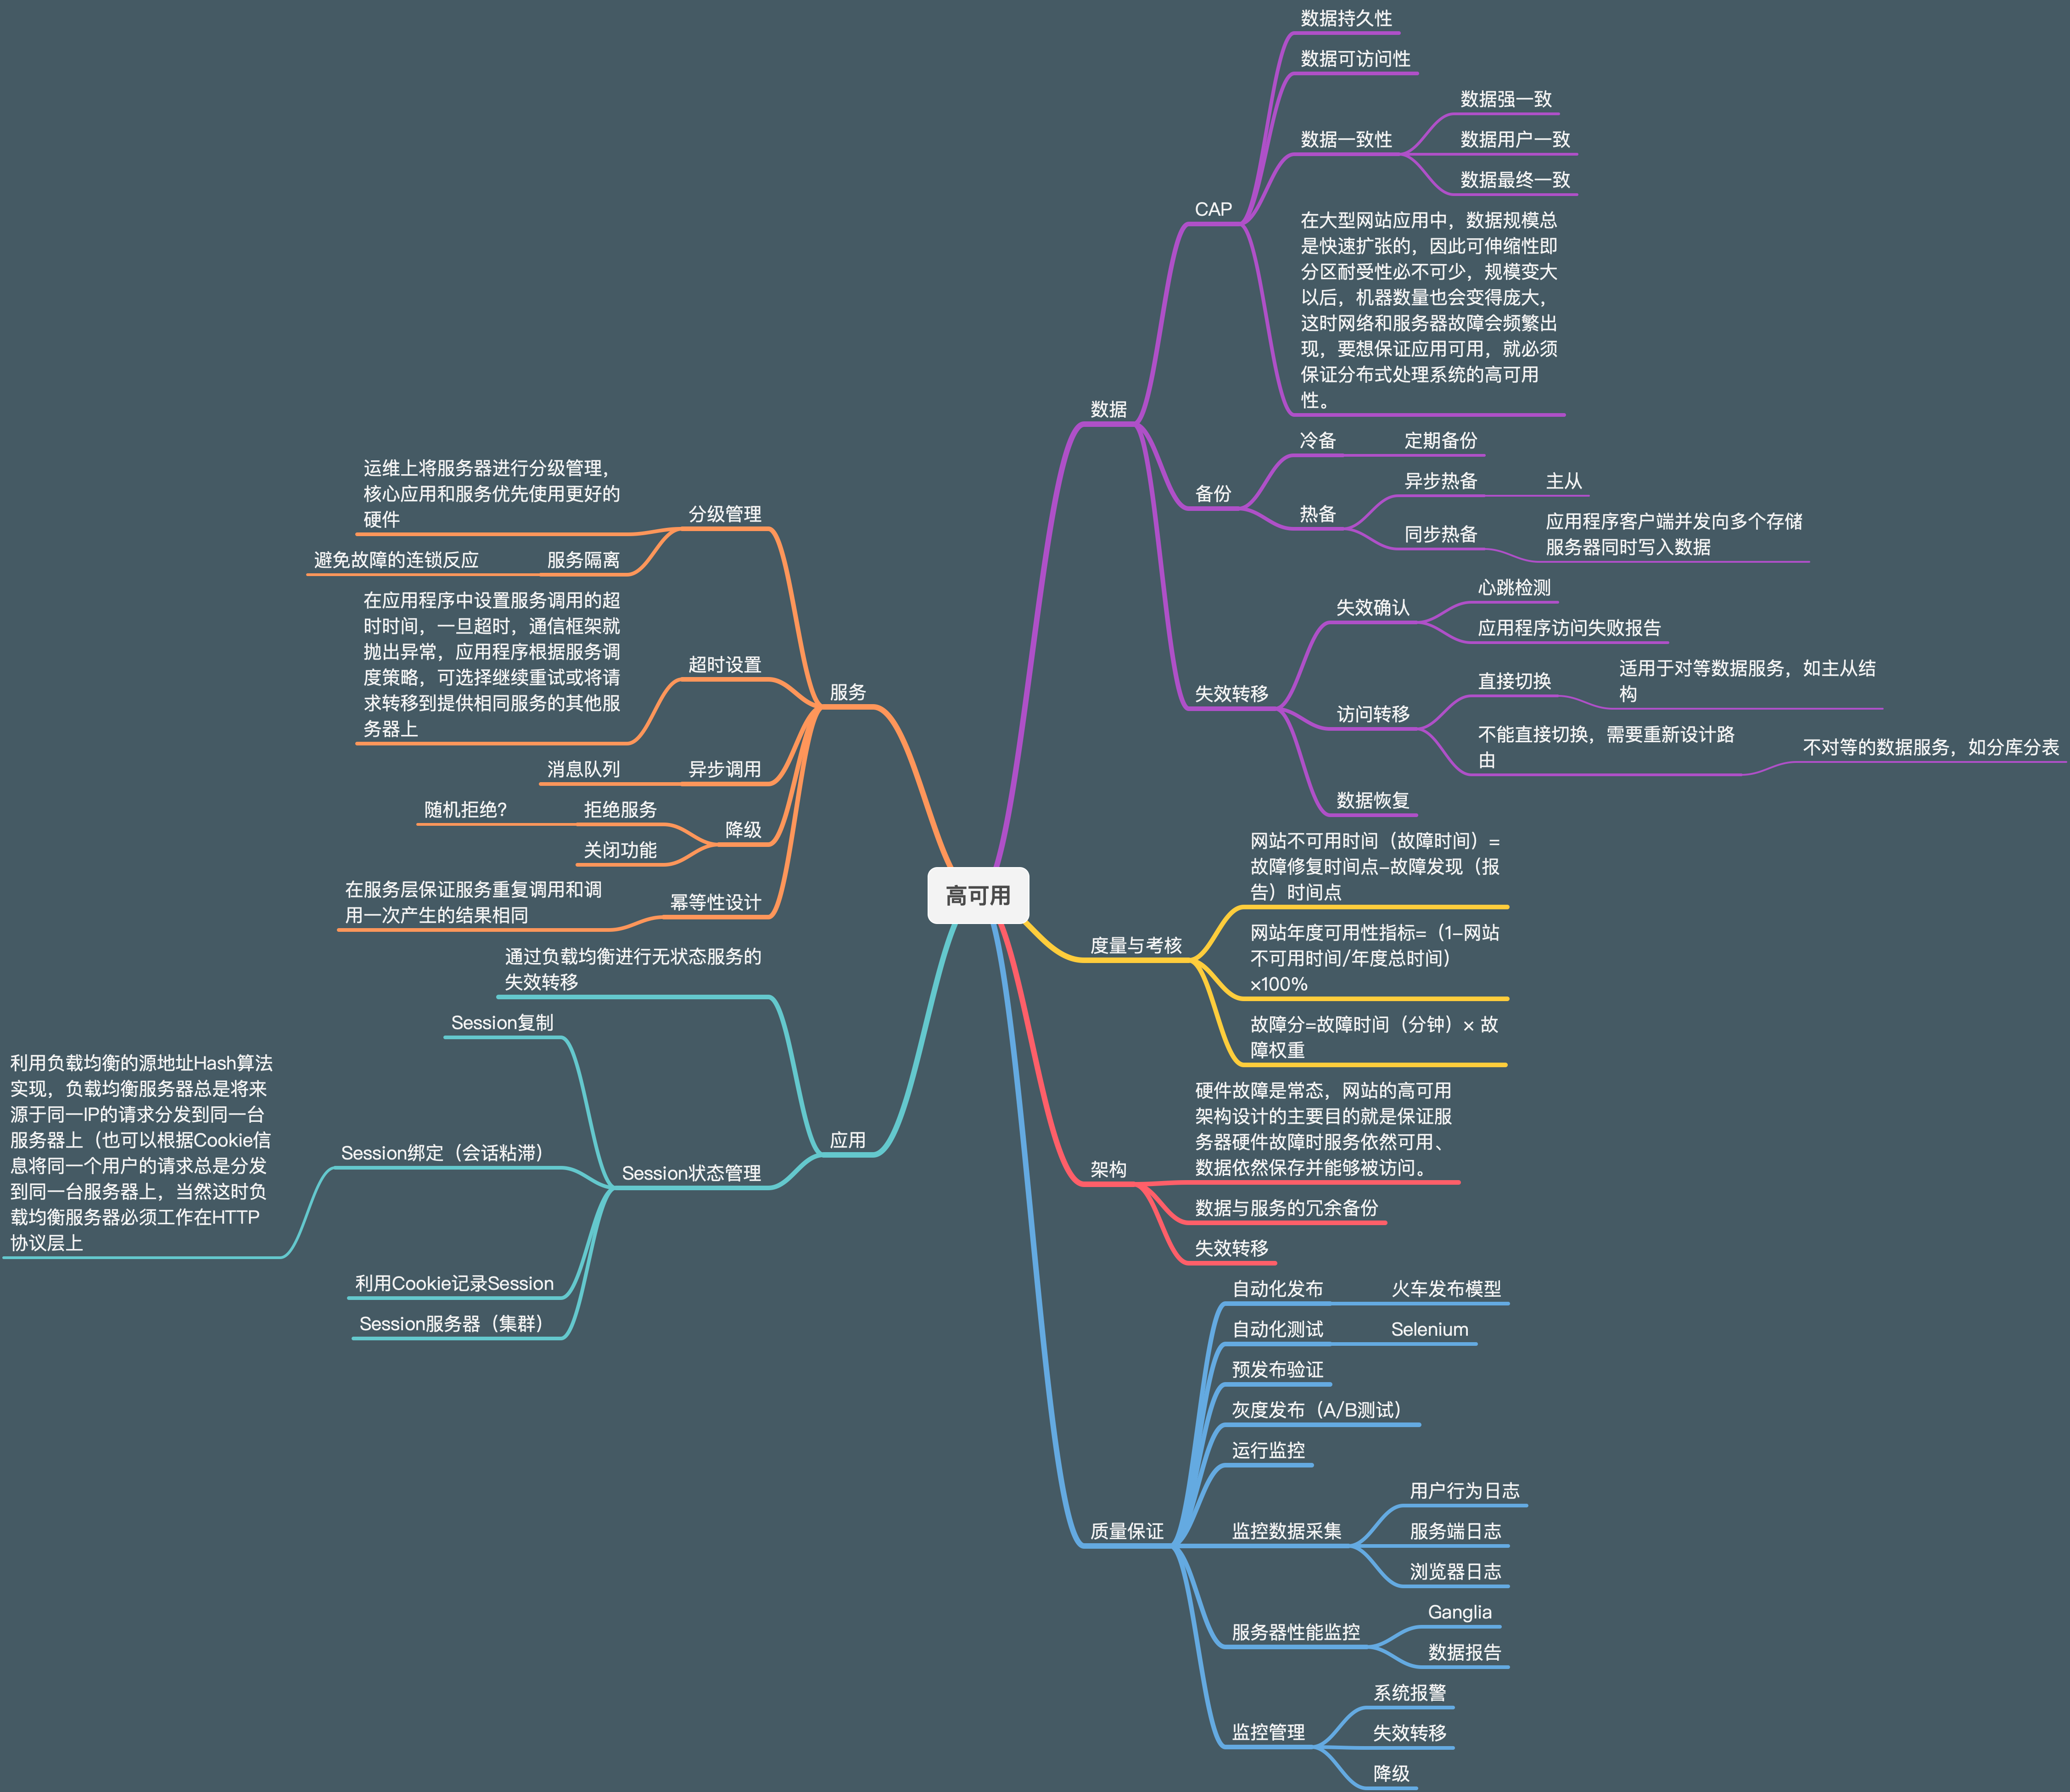 高可用
数据
CAP
数据持久性
数据可访问性
数据一致性
数据强一致
数据用户一致
数据最终一致
在大型网站应用中，数据规模总
是快速扩张的，因此可伸缩性即
分区耐受性必不可少，规模变大
以后，机器数量也会变得庞大，
这时网络和服务器故障会频繁出
现，要想保证应用可用，就必须
保证分布式处理系统的高可用
性。
备份
冷备
定期备份
热备
异步热备
主从
同步热备
应用程序客户端并发向多个存储
服务器同时写入数据
失效转移
失效确认
心跳检测
应用程序访问失败报告
访问转移
直接切换
适用于对等数据服务，如主从结
构
不能直接切换，需要重新设计路
由
不对等的数据服务，如分库分表
数据恢复
度量与考核
网站不可用时间（故障时间）=
故障修复时间点-故障发现（报
告）时间点
网站年度可用性指标=（1-网站
不可用时间/年度总时间）
×100%
故障分=故障时间（分钟）× 故
障权重
架构
硬件故障是常态，网站的高可用
架构设计的主要目的就是保证服
务器硬件故障时服务依然可用、
数据依然保存并能够被访问。
数据与服务的冗余备份
失效转移
质量保证
自动化发布
火车发布模型
自动化测试
Selenium
预发布验证
灰度发布（A/B测试）
运行监控
监控数据采集
用户行为日志
服务端日志
浏览器日志
服务器性能监控
Ganglia
数据报告
监控管理
系统报警
失效转移
降级
服务
分级管理
运维上将服务器进行分级管理，
核心应用和服务优先使用更好的
硬件
服务隔离
避免故障的连锁反应
超时设置
在应用程序中设置服务调用的超
时时间，一旦超时，通信框架就
抛出异常，应用程序根据服务调
度策略，可选择继续重试或将请
求转移到提供相同服务的其他服
务器上
异步调用
消息队列
降级
拒绝服务
随机拒绝？
关闭功能
幂等性设计
在服务层保证服务重复调用和调
用一次产生的结果相同
应用
通过负载均衡进行无状态服务的
失效转移
Session状态管理
Session复制
Session绑定（会话粘滞）
利用负载均衡的源地址Hash算法
实现，负载均衡服务器总是将来
源于同一IP的请求分发到同一台
服务器上（也可以根据Cookie信
息将同一个用户的请求总是分发
到同一台服务器上，当然这时负
载均衡服务器必须工作在HTTP
协议层上
利用Cookie记录Session
Session服务器（集群）